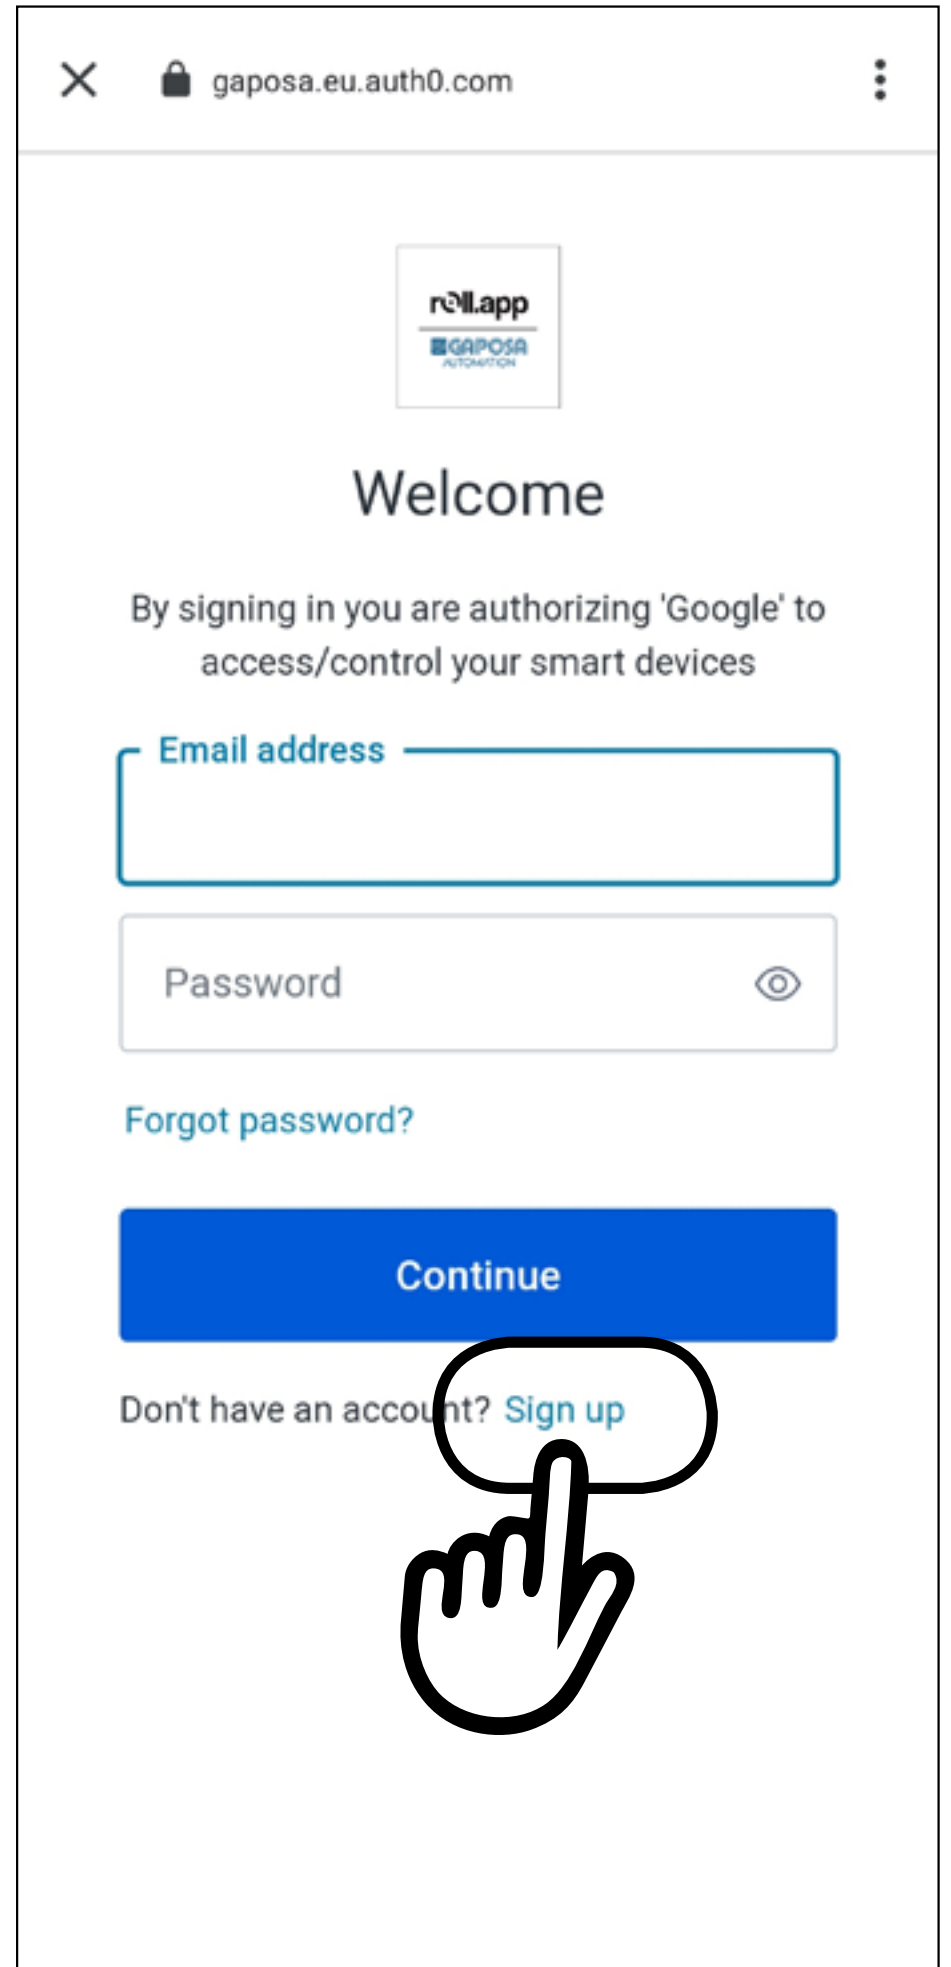 gaposa.eu.auth0.com
roll.app
GAPOSA
AUTOMATION
Welcome
By signing in you are authorizing 'Google' to
access/control your smart devices
Email address
Password
Forgot password?
Continue
Don't have an account? Sign up